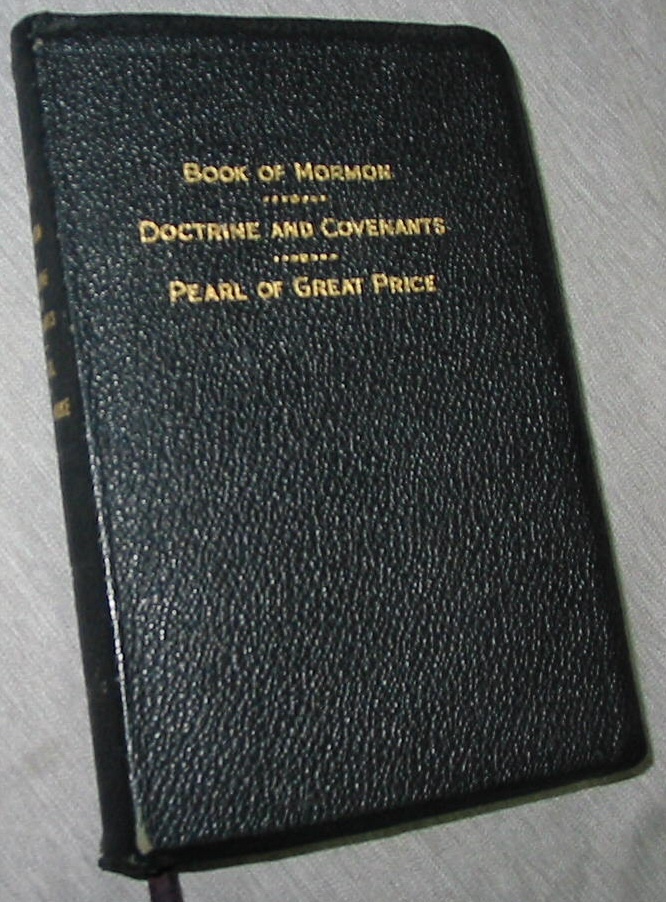 BOOK OF MORMON
DOCTRINE AND COVENANTS
PEARL OF GREAT PRICE